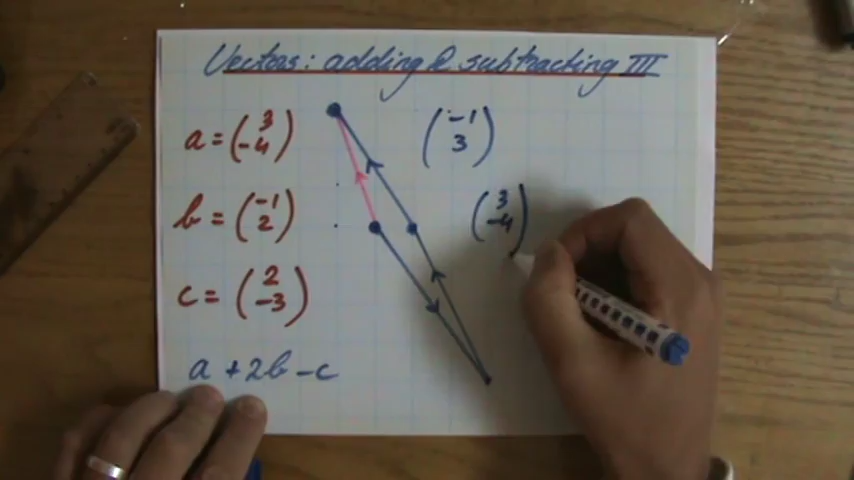 Vectors: adding & subtracting III
a = (3 -4)
b = (-1 2)
c = (2 -3)
a + 2b - c
(-1 3)
(3 -4)